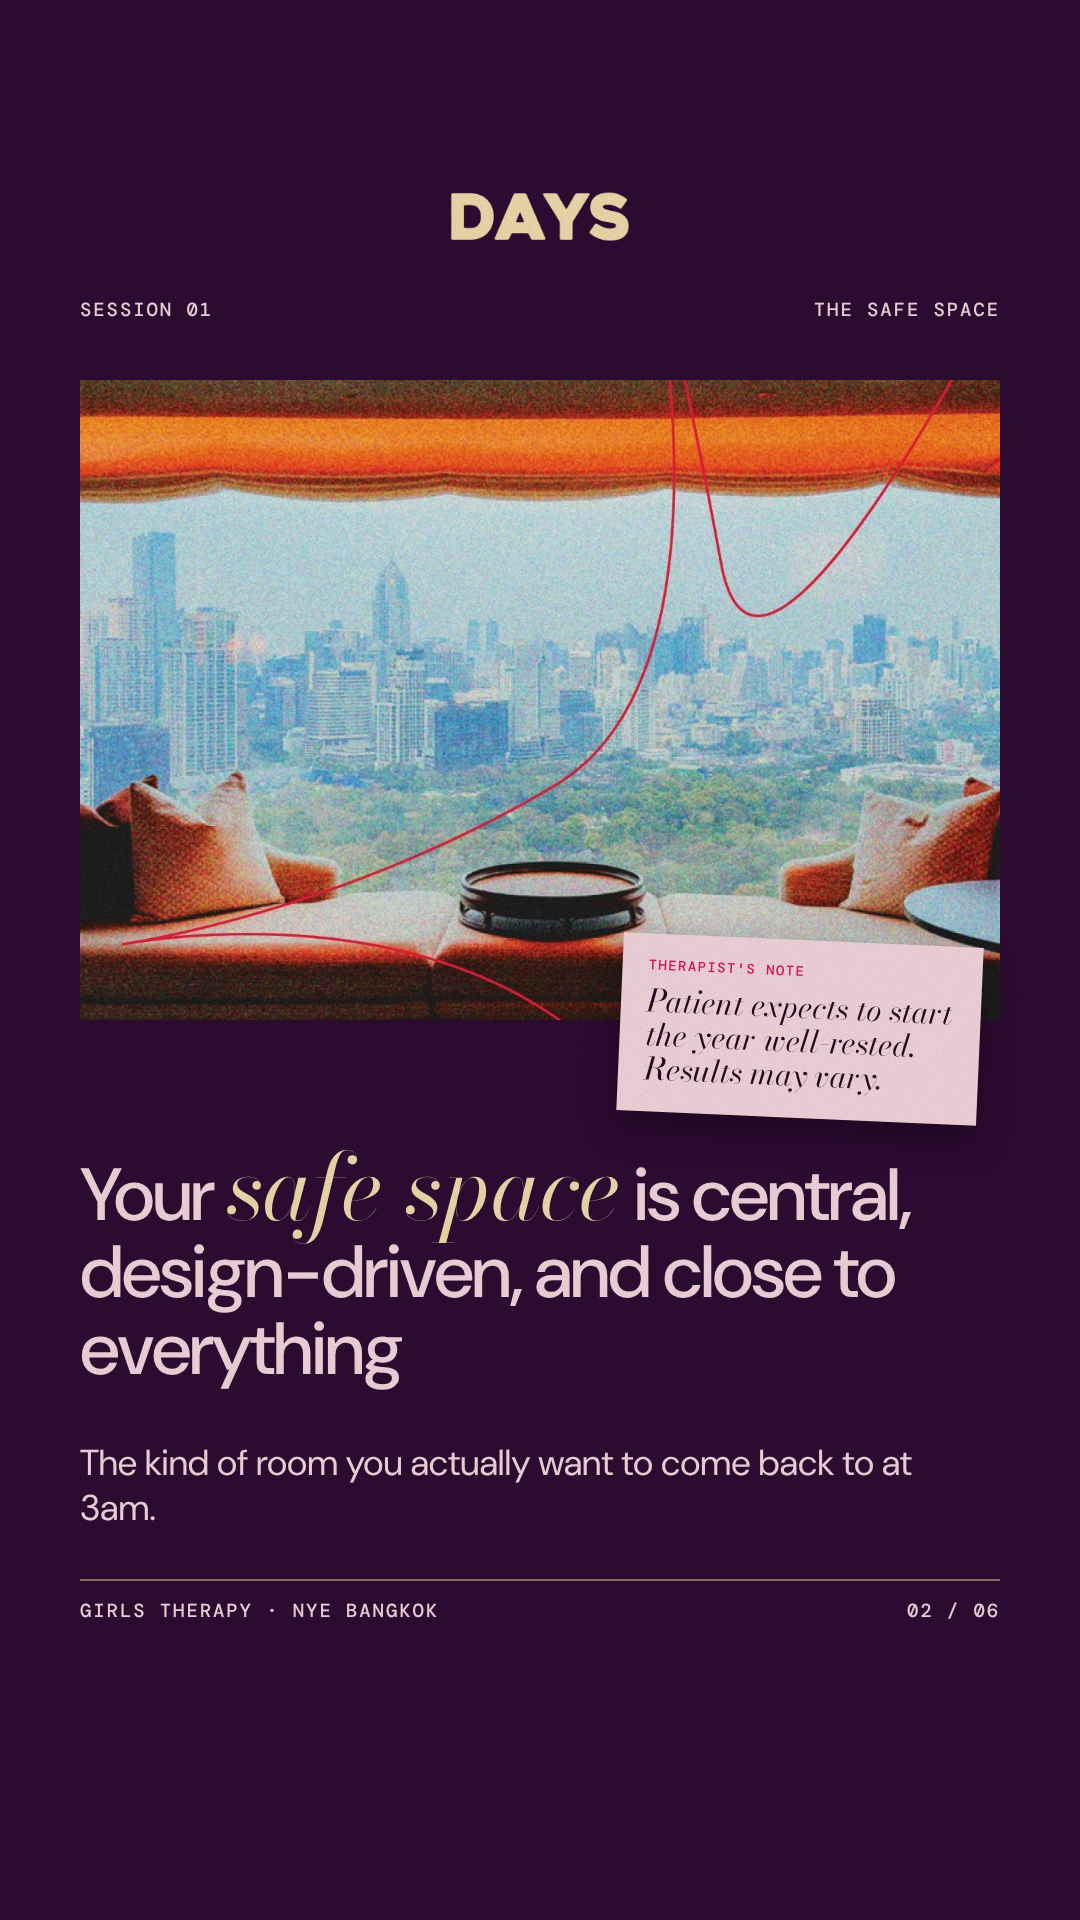 DAYS
SESSION 01
THE SAFE SPACE
THERAPIST'S NOTE
Patient expects to start
the year well-rested.
Results may vary.
Your safe space is central,
design-driven, and close to
everything
The kind of room you actually want to come back to at
3am.
GIRLS THERAPY · NYE BANGKOK
02 / 06